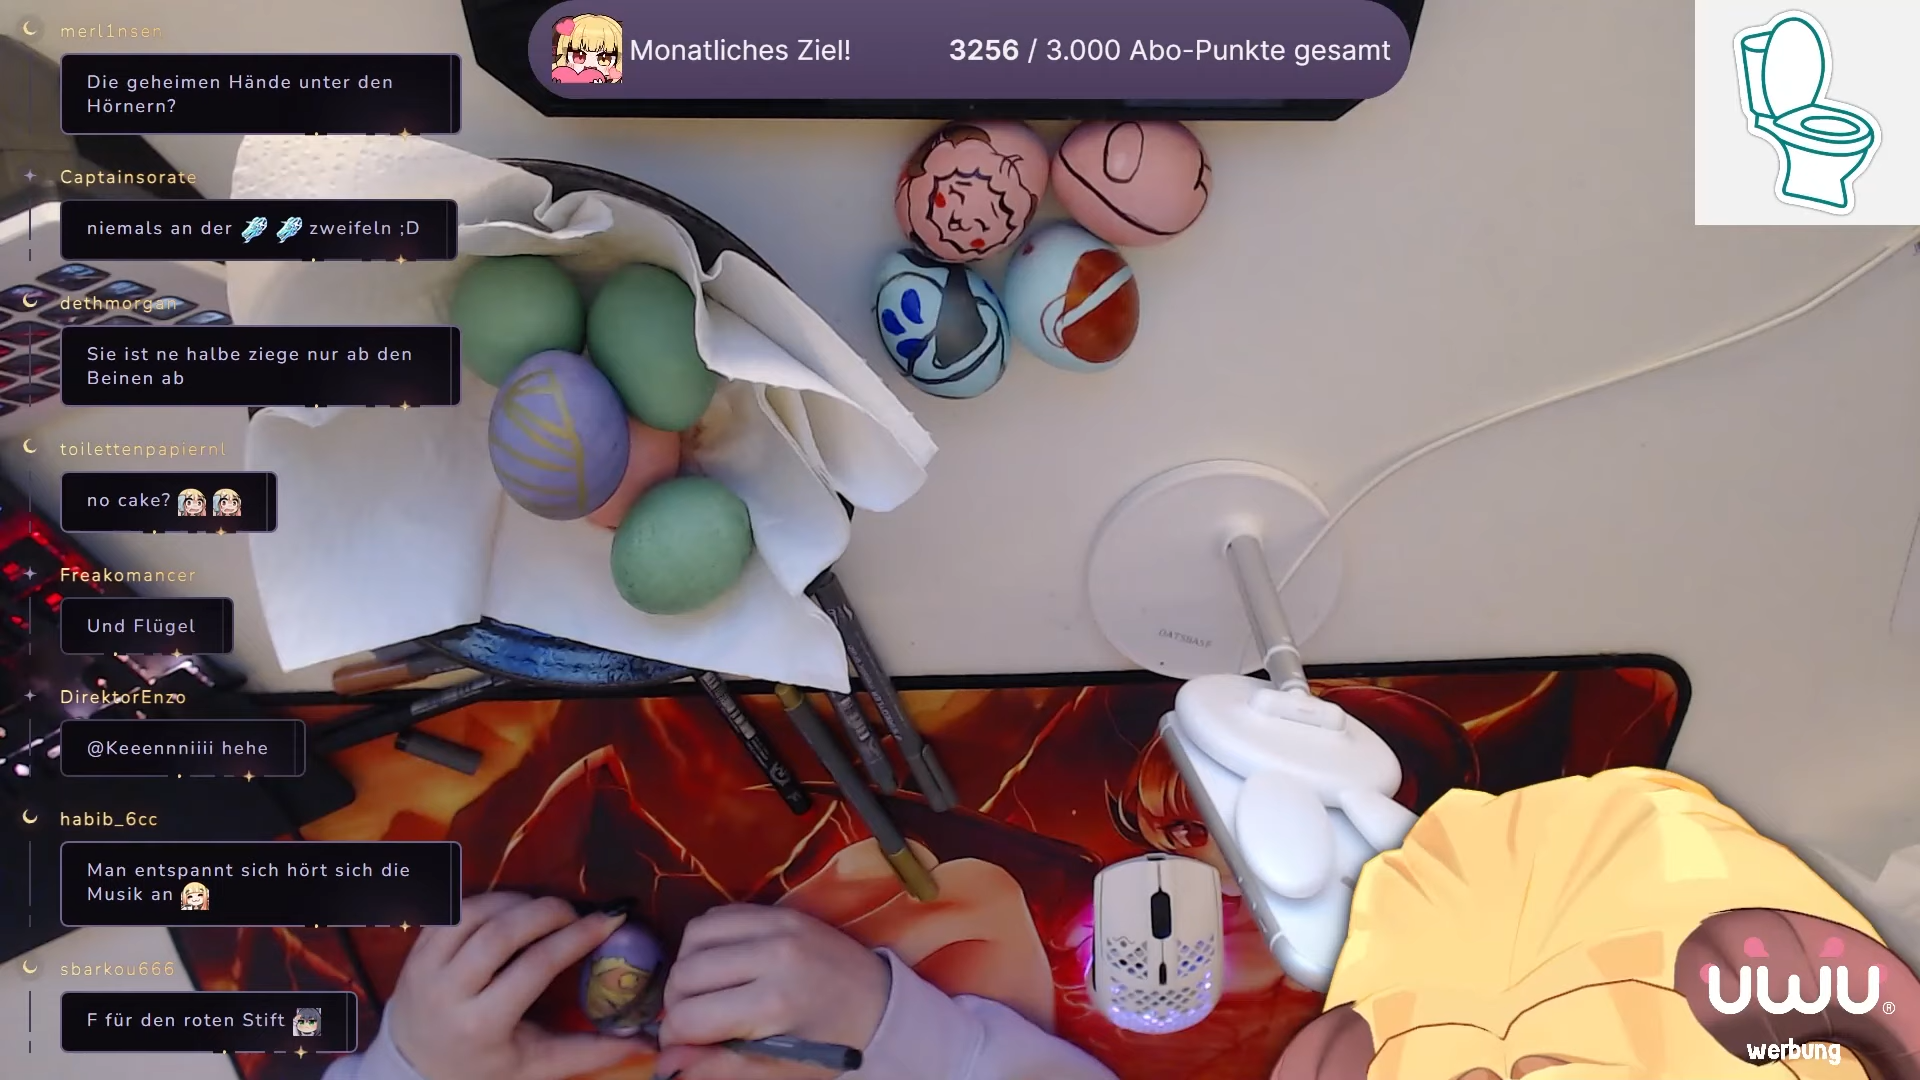 merl1nsen
Die geheimen Hände unter den
Hörnern?
Captainsorate
niemals an der zweifeln ;D
dethmorgan
Sie ist ne halbe ziege nur ab den
Beinen ab
toilettenpapiernl
no cake?
Freakomancer
Und Flügel
DirektorEnzo
@Keeennniiii hehe
habib_6cc
Man entspannt sich hört sich die
Musik an
sbarkou666
F für den roten Stift
Monatliches Ziel! 3256 / 3.000 Abo-Punkte gesamt
DATSBASE
UWU®
werbung